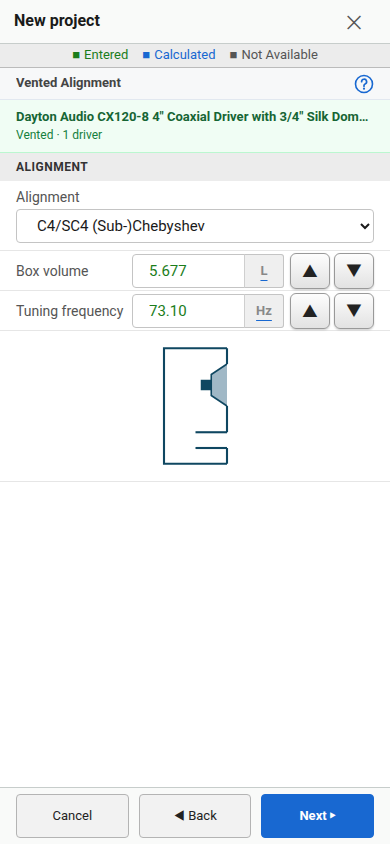 New project
Entered Calculated Not Available
Vented Alignment
Dayton Audio CX120-8 4" Coaxial Driver with 3/4" Silk Dom...
Vented · 1 driver
ALIGNMENT
Alignment
C4/SC4 (Sub-)Chebyshev
Box volume 5.677 L ▲ ▼
Tuning frequency 73.10 Hz ▲ ▼
Cancel ◀ Back Next ▶